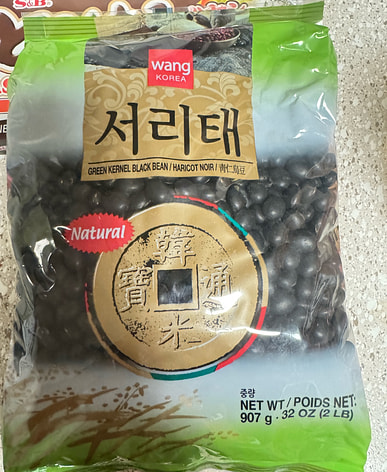 S&B
wang
KOREA
서리태
GREEN KERNEL BLACK BEAN / HARICOT NOIR / 靑仁烏豆
Natural
韓
寶 通
米
중량
NET WT / POIDS NET:
907 g · 32 OZ (2 LB)